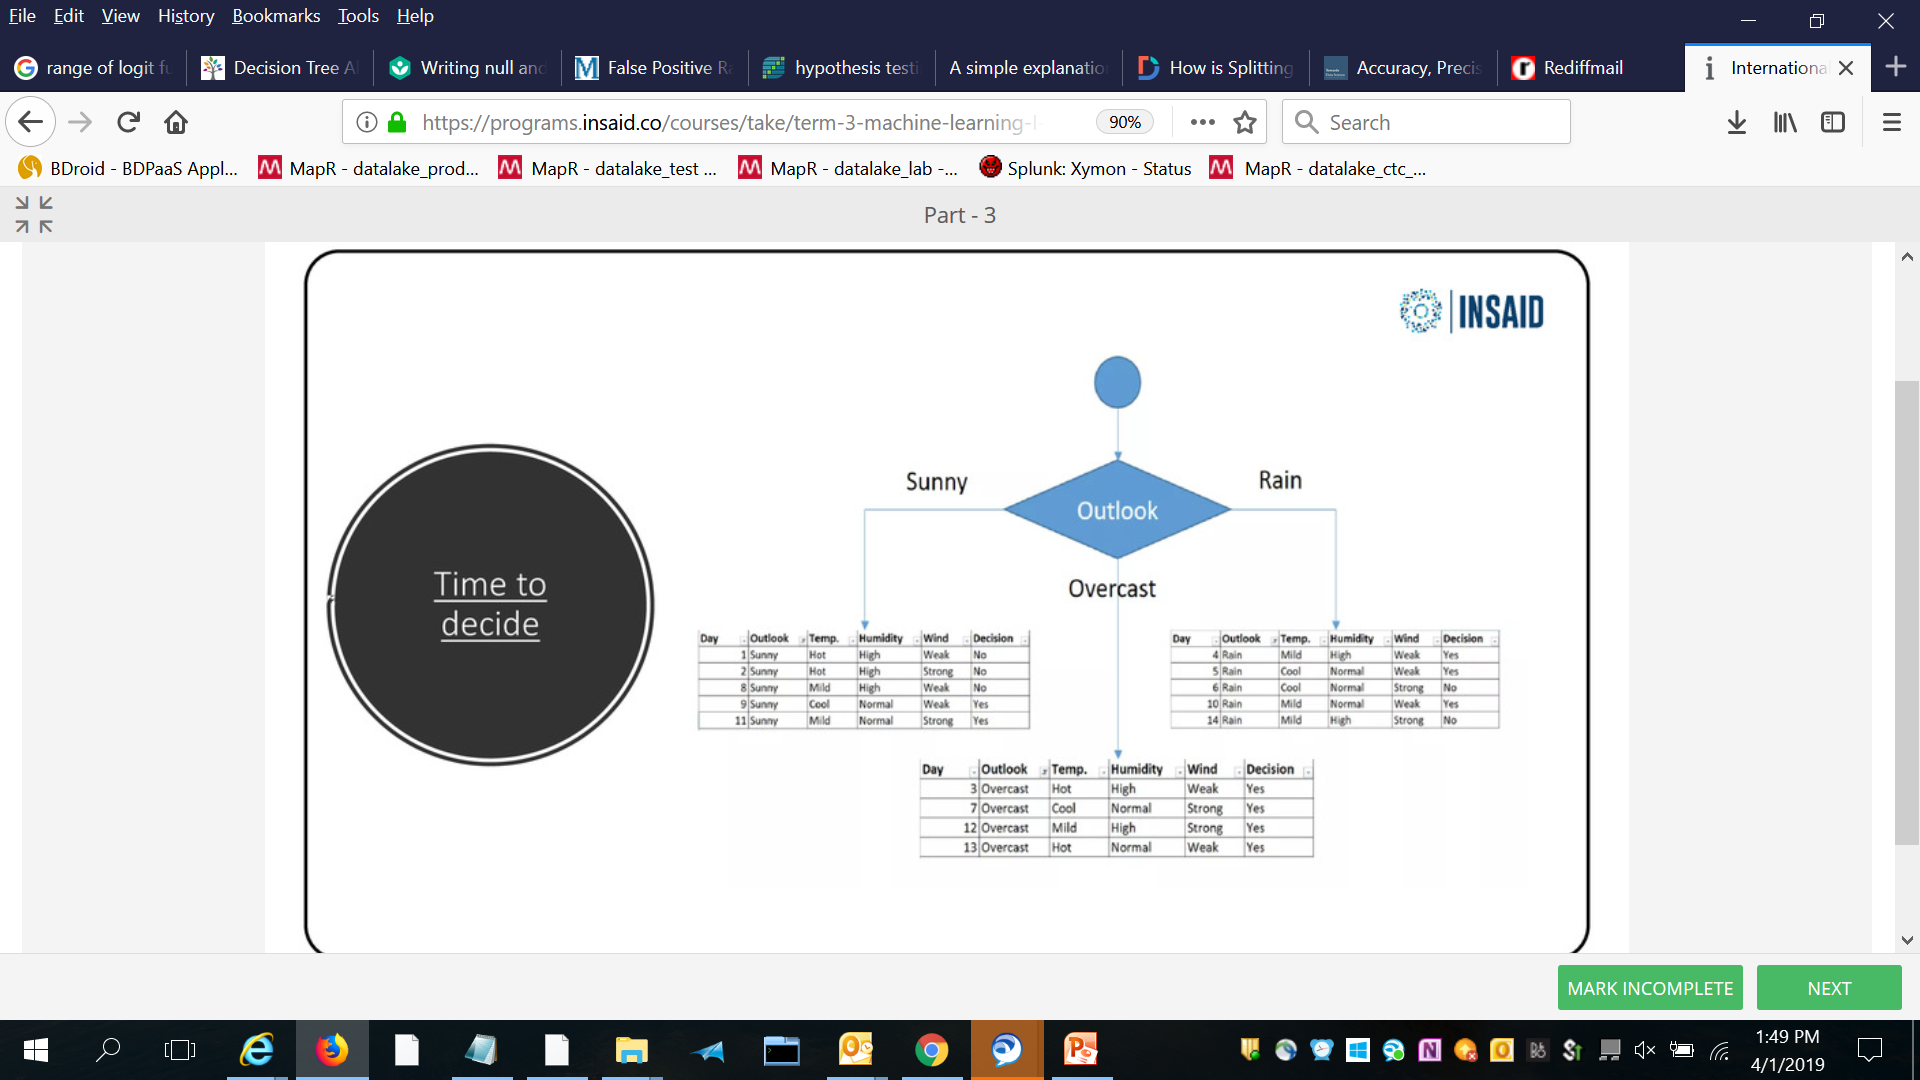 File Edit View History Bookmarks Tools Help
range of logit fu
Decision Tree Al
Writing null and
False Positive Ra
hypothesis testi
A simple explanation
How is Splitting
Accuracy, Precis
Rediffmail
Internationa
https://programs.insaid.co/courses/take/term-3-machine-learning-l
90%
Search
BDroid - BDPaaS Appl...
MapR - datalake_prod...
MapR - datalake_test ...
MapR - datalake_lab -...
Splunk: Xymon - Status
MapR - datalake_ctc_...
Part - 3
INSAID
Time to
decide
Sunny
Rain
Outlook
Overcast
Day Outlook Temp. Humidity Wind Decision
1 Sunny Hot High Weak No
2 Sunny Hot High Strong No
8 Sunny Mild High Weak No
9 Sunny Cool Normal Weak Yes
11 Sunny Mild Normal Strong Yes
Day Outlook Temp. Humidity Wind Decision
4 Rain Mild High Weak Yes
5 Rain Cool Normal Weak Yes
6 Rain Cool Normal Strong No
10 Rain Mild Normal Weak Yes
14 Rain Mild High Strong No
Day Outlook Temp. Humidity Wind Decision
3 Overcast Hot High Weak Yes
7 Overcast Cool Normal Strong Yes
12 Overcast Mild High Strong Yes
13 Overcast Hot Normal Weak Yes
MARK INCOMPLETE
NEXT
1:49 PM
4/1/2019